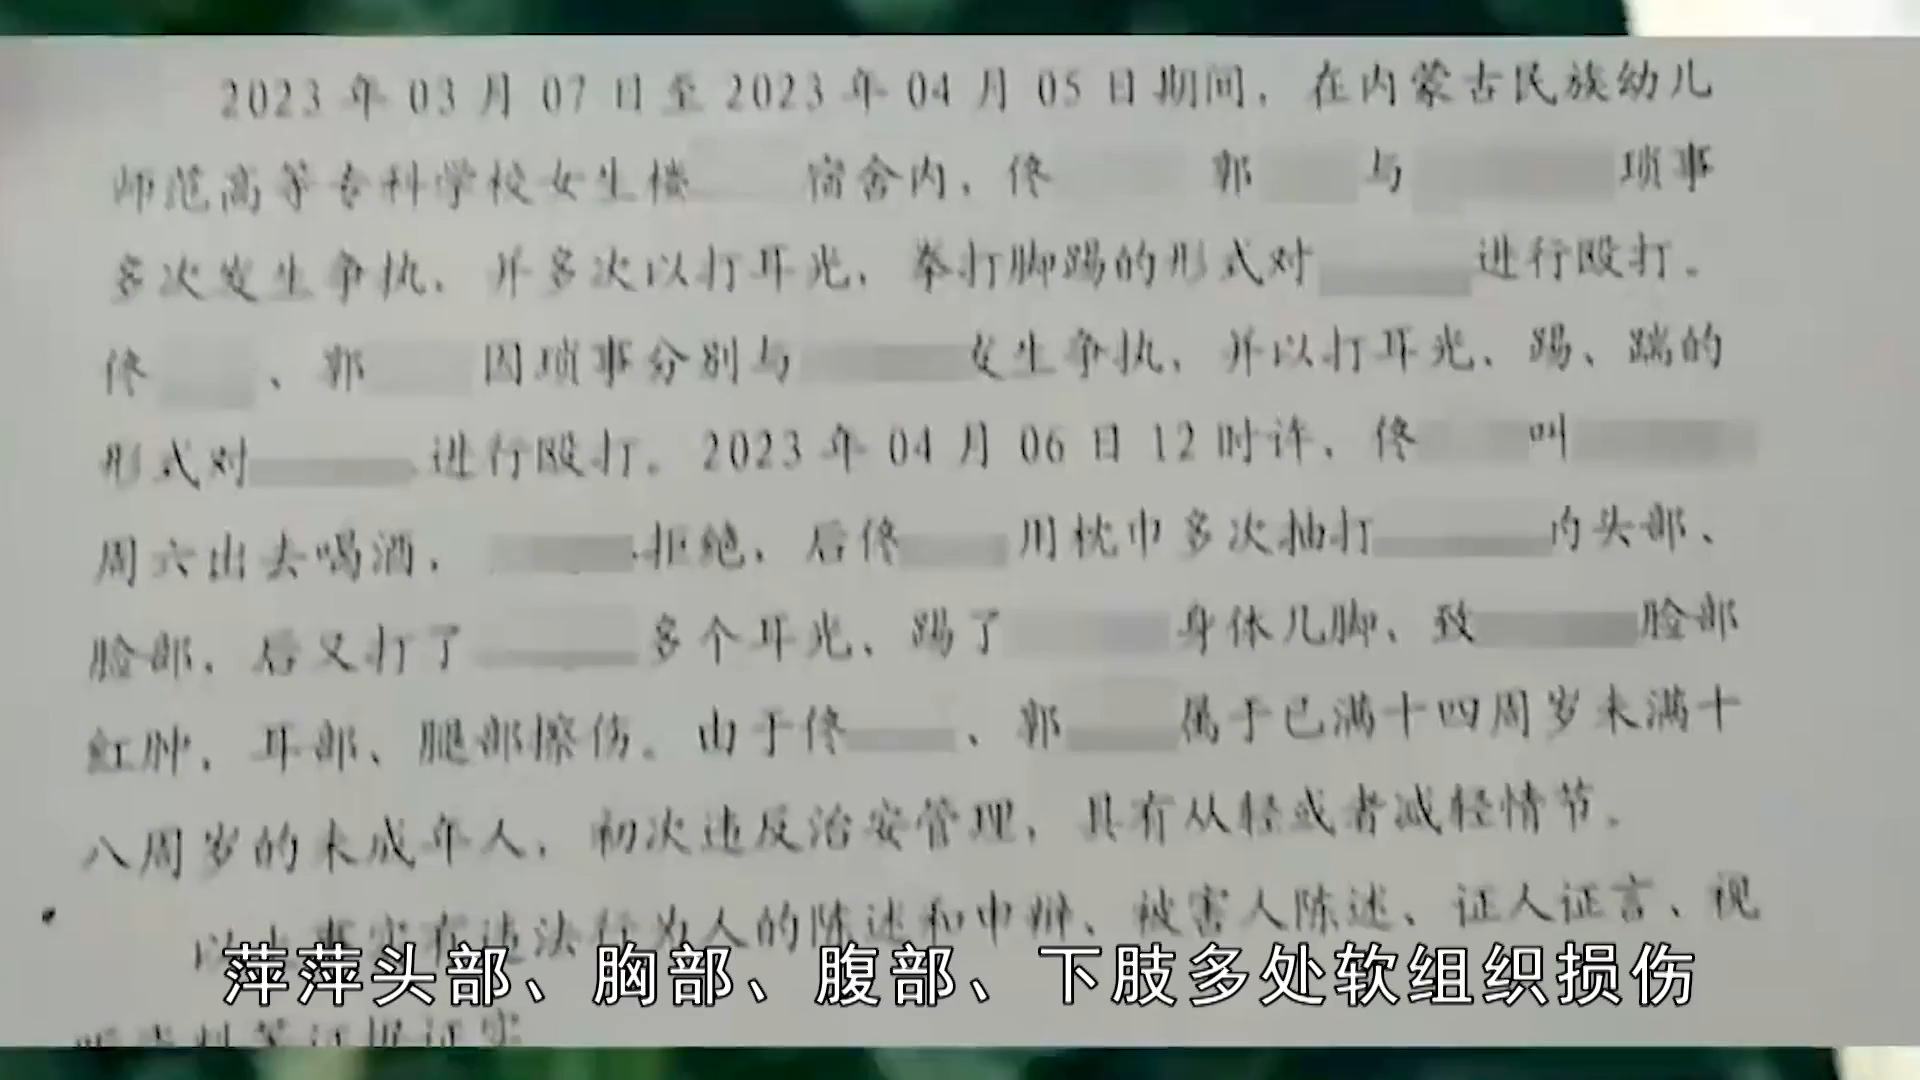 2023年03月07日至2023年04月05日期间，在内蒙古民族幼儿
师范高等专科学校女生楼 宿舍内，佟 郭 与 琐事
多次发生争执，并多次以打耳光，拳打脚踢的形式对 进行殴打。
佟 、郭 因琐事分别与 女生争执，并以打耳光、踢、踹的
形式对 进行殴打。2023年04月06日12时许，佟 叫
周六出去喝酒， 拒绝，后佟 用枕巾多次抽打 的头部、
脸部，后又打了 多个耳光、踢了 身体几脚、致 脸部
红肿，耳部、腿部擦伤。由于佟 、郭 属于已满十四周岁未满十
八周岁的未成年人，初次违反治安管理，具有从轻或者减轻情节。
以上事实有违法行为人的陈述和申辩、被害人陈述、证人证言、视
萍萍头部、胸部、腹部、下肢多处软组织损伤